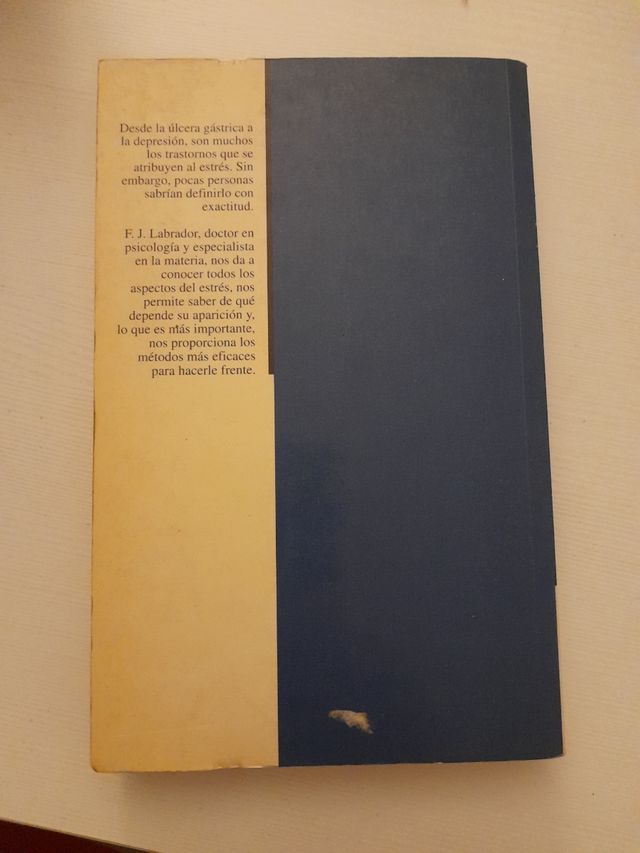 Desde la úlcera gástrica a
la depresión, son muchos
los trastornos que se
atribuyen al estrés. Sin
embargo, pocas personas
sabrían definirlo con
exactitud.
F. J. Labrador, doctor en
psicología y especialista
en la materia, nos da a
conocer todos los
aspectos del estrés, nos
permite saber de qué
depende su aparición y,
lo que es más importante,
nos proporciona los
métodos más eficaces
para hacerle frente.